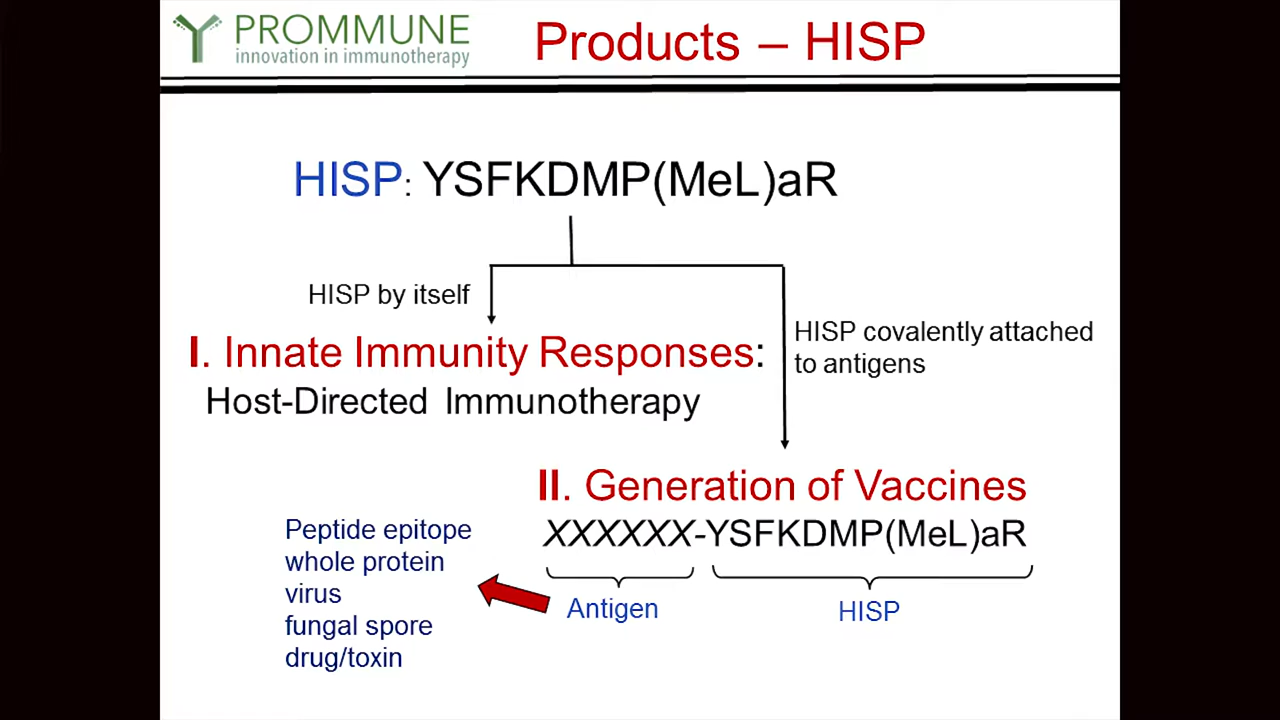 PROMMUNE
innovation in immunotherapy
Products – HISP
HISP: YSFKDMP(MeL)aR
HISP by itself
HISP covalently attached
to antigens
I. Innate Immunity Responses:
Host-Directed Immunotherapy
II. Generation of Vaccines
XXXXXX-YSFKDMP(MeL)aR
Antigen
HISP
Peptide epitope
whole protein
virus
fungal spore
drug/toxin